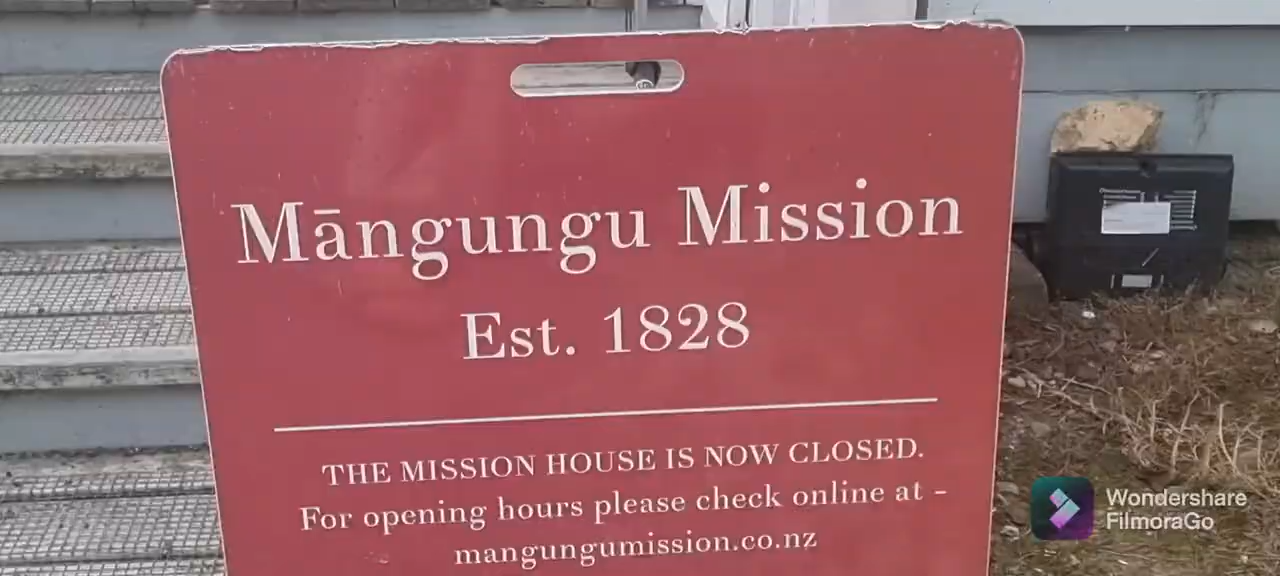 Māngungu Mission
Est. 1828
THE MISSION HOUSE IS NOW CLOSED.
For opening hours please check online at -
mangungumission.co.nz
Wondershare
FilmoraGo